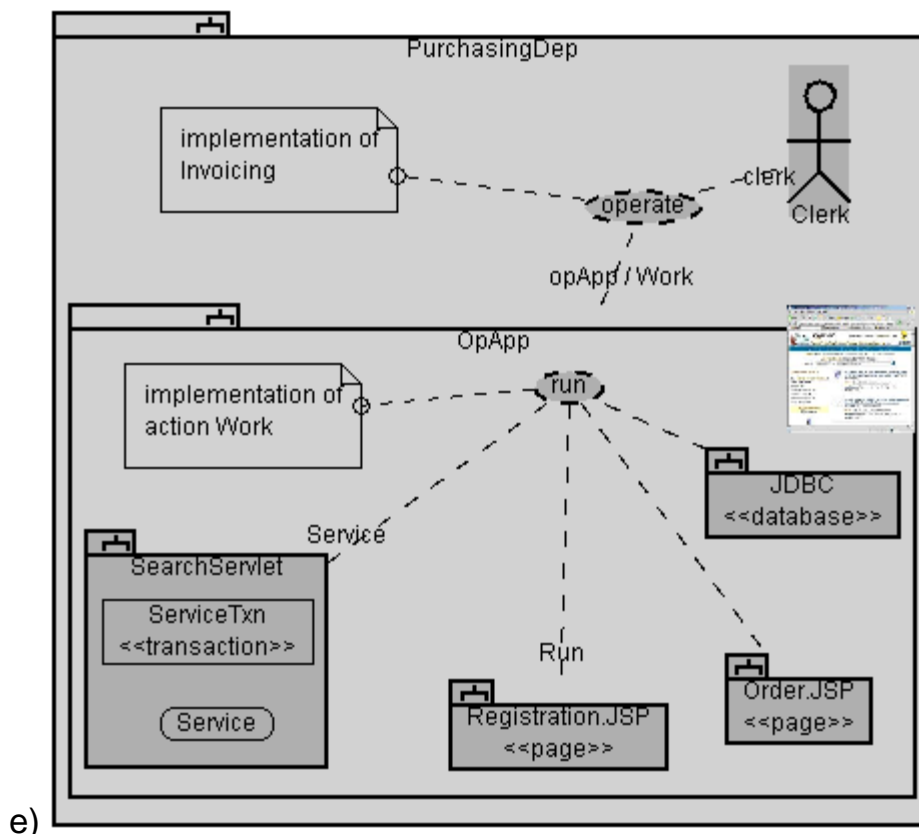 PurchasingDep
implementation of
Invoicing
operate
clerk
Clerk
opApp / Work
OpApp
implementation of
action Work
run
JDBC
<<database>>
Service
SearchServlet
ServiceTxn
<<transaction>>
Service
Run
Registration.JSP
<<page>>
Order.JSP
<<page>>
e)